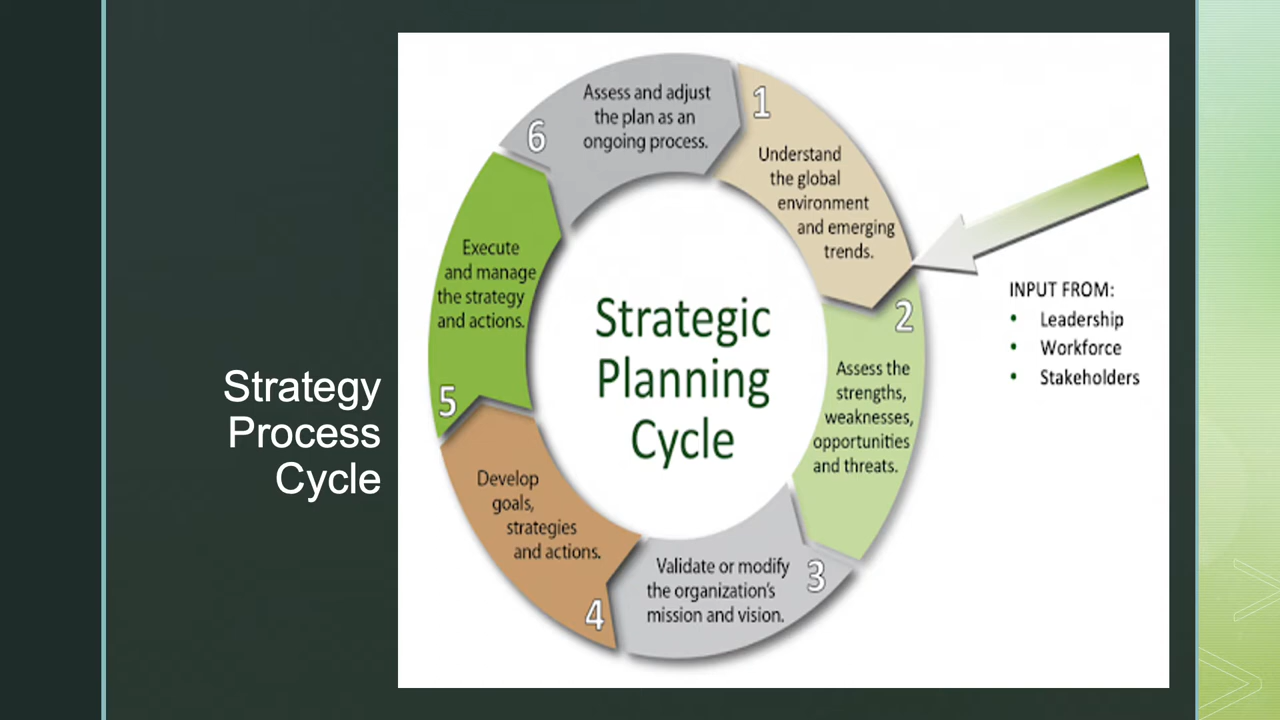 Strategy
Process
Cycle
Strategic
Planning
Cycle
1
Understand
the global
environment
and emerging
trends.
2
Assess the
strengths,
weaknesses,
opportunities
and threats.
3
Validate or modify
the organization's
mission and vision.
4
Develop
goals,
strategies
and actions.
5
Execute
and manage
the strategy
and actions.
6
Assess and adjust
the plan as an
ongoing process.
INPUT FROM:
• Leadership
• Workforce
• Stakeholders